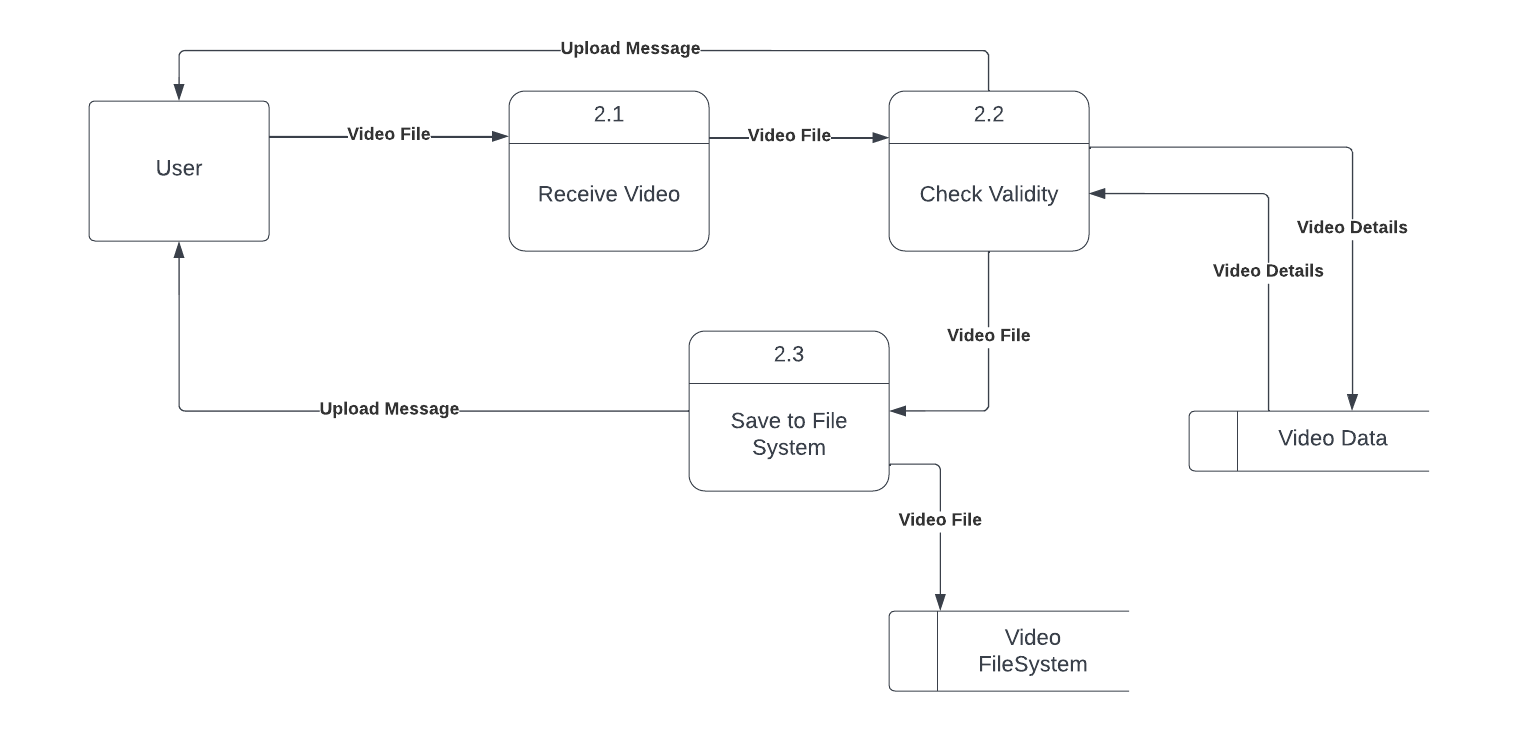 Upload Message
2.1
2.2
Video File
Video File
User
Receive Video
Check Validity
Video Details
Video Details
Video File
2.3
Upload Message
Save to File
System
Video Data
Video File
Video
FileSystem